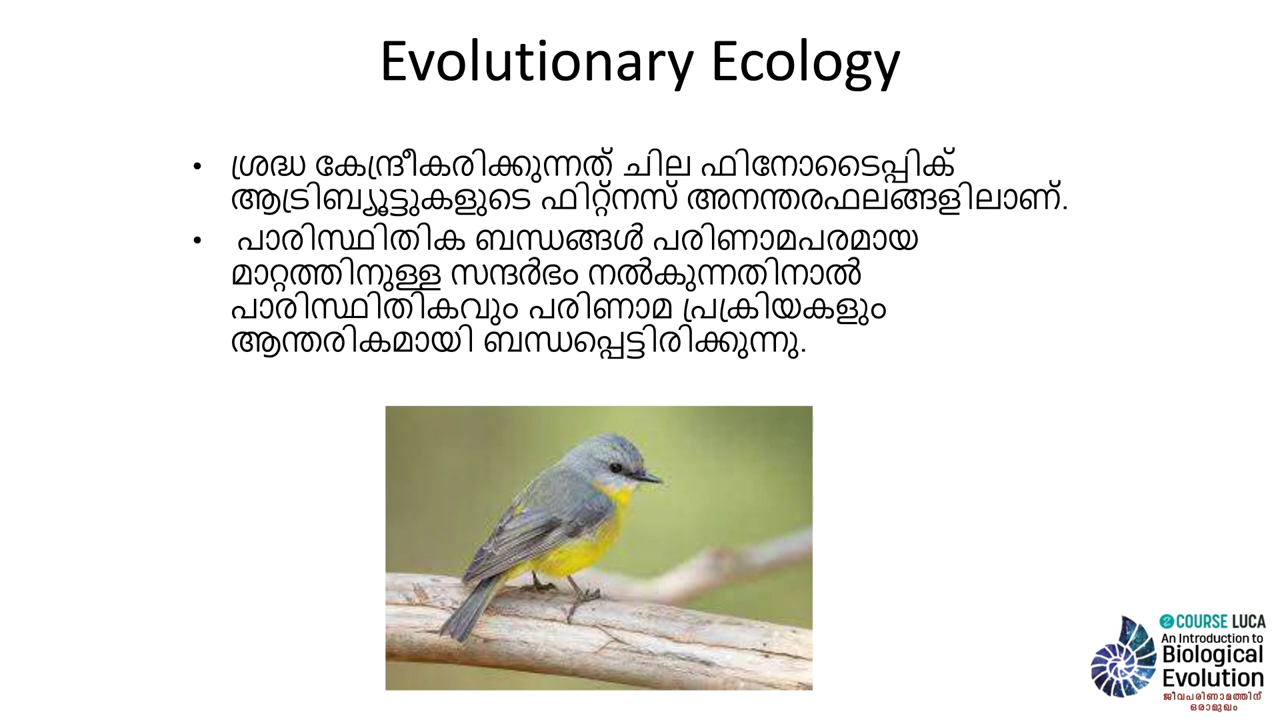 Evolutionary Ecology
• ശ്രദ്ധ കേന്ദ്രീകരിക്കുന്നത് ചില ഫിനോടൈപ്പിക്
ആട്രിബ്യൂട്ടുകളുടെ ഫിറ്റ്നസ് അനന്തരഫലങ്ങളിലാണ്.
• പാരിസ്ഥിതിക ബന്ധങ്ങൾ പരിണാമപരമായ
മാറ്റത്തിനുള്ള സന്ദർഭം നൽകുന്നതിനാൽ
പാരിസ്ഥിതികവും പരിണാമ പ്രക്രിയകളും
ആന്തരികമായി ബന്ധപ്പെട്ടിരിക്കുന്നു.
2 COURSE LUCA
An Introduction to
Biological
Evolution
ജീവപരിണാമത്തിന്
ഒരാമുഖം